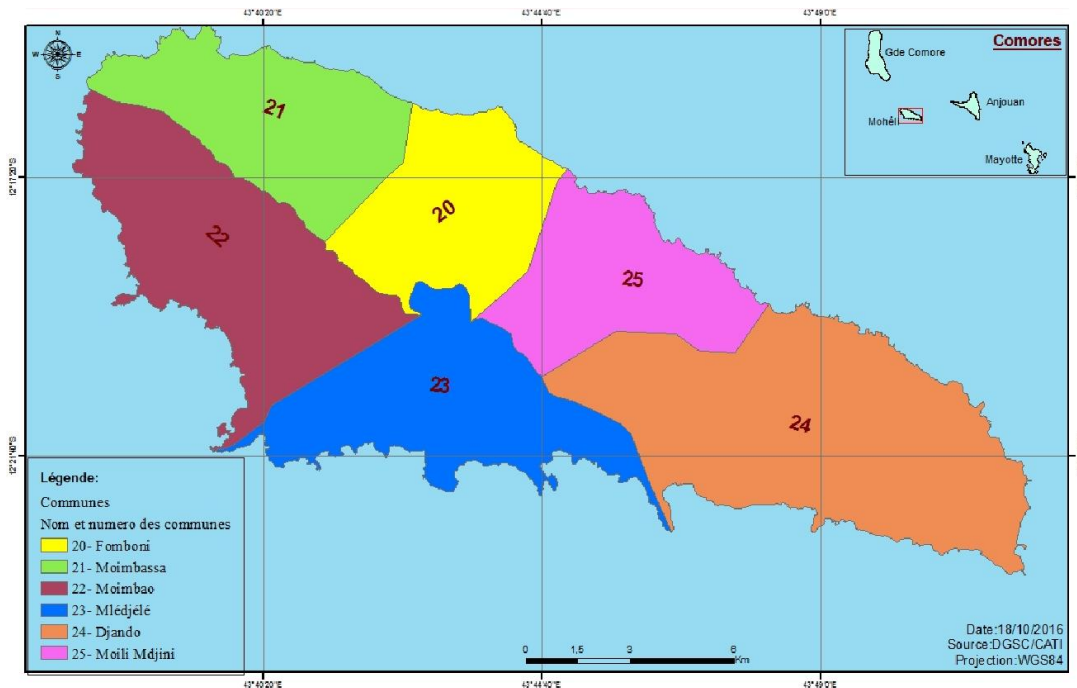 43°40'20"E 43°44'40"E 43°49'0"E
N
W E
S
Comores
Gde Comore
Anjouan
Mohéli
Mayotte
21
12°17'20"S
20
22
25
23
24
12°21'40"S
Légende:
Communes
Nom et numero des communes
20- Fomboni
21- Moimbassa
22- Moimbao
23- Mlédjélé
24- Djando
25- Moili Mdjini
0 1,5 3 6
Km
Date:18/10/2016
Source:DGSC/CATI
Projection:WGS84
43°40'20"E 43°44'40"E 43°49'0"E